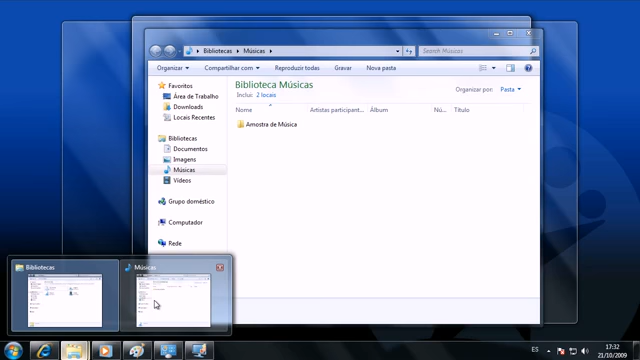 Bibliotecas ▸ Músicas ▸
Search Músicas
Organizar
Compartilhar com
Reproduzir todas
Gravar
Nova pasta
Favoritos
Área de Trabalho
Downloads
Locais Recentes
Bibliotecas
Documentos
Imagens
Músicas
Vídeos
Grupo doméstico
Computador
Rede
Biblioteca Músicas
Inclui: 2 locais
Organizar por: Pasta
Nome
Artistas participant...
Álbum
Nú...
Título
Amostra de Música
Bibliotecas
Músicas
ES
17:32
21/10/2009